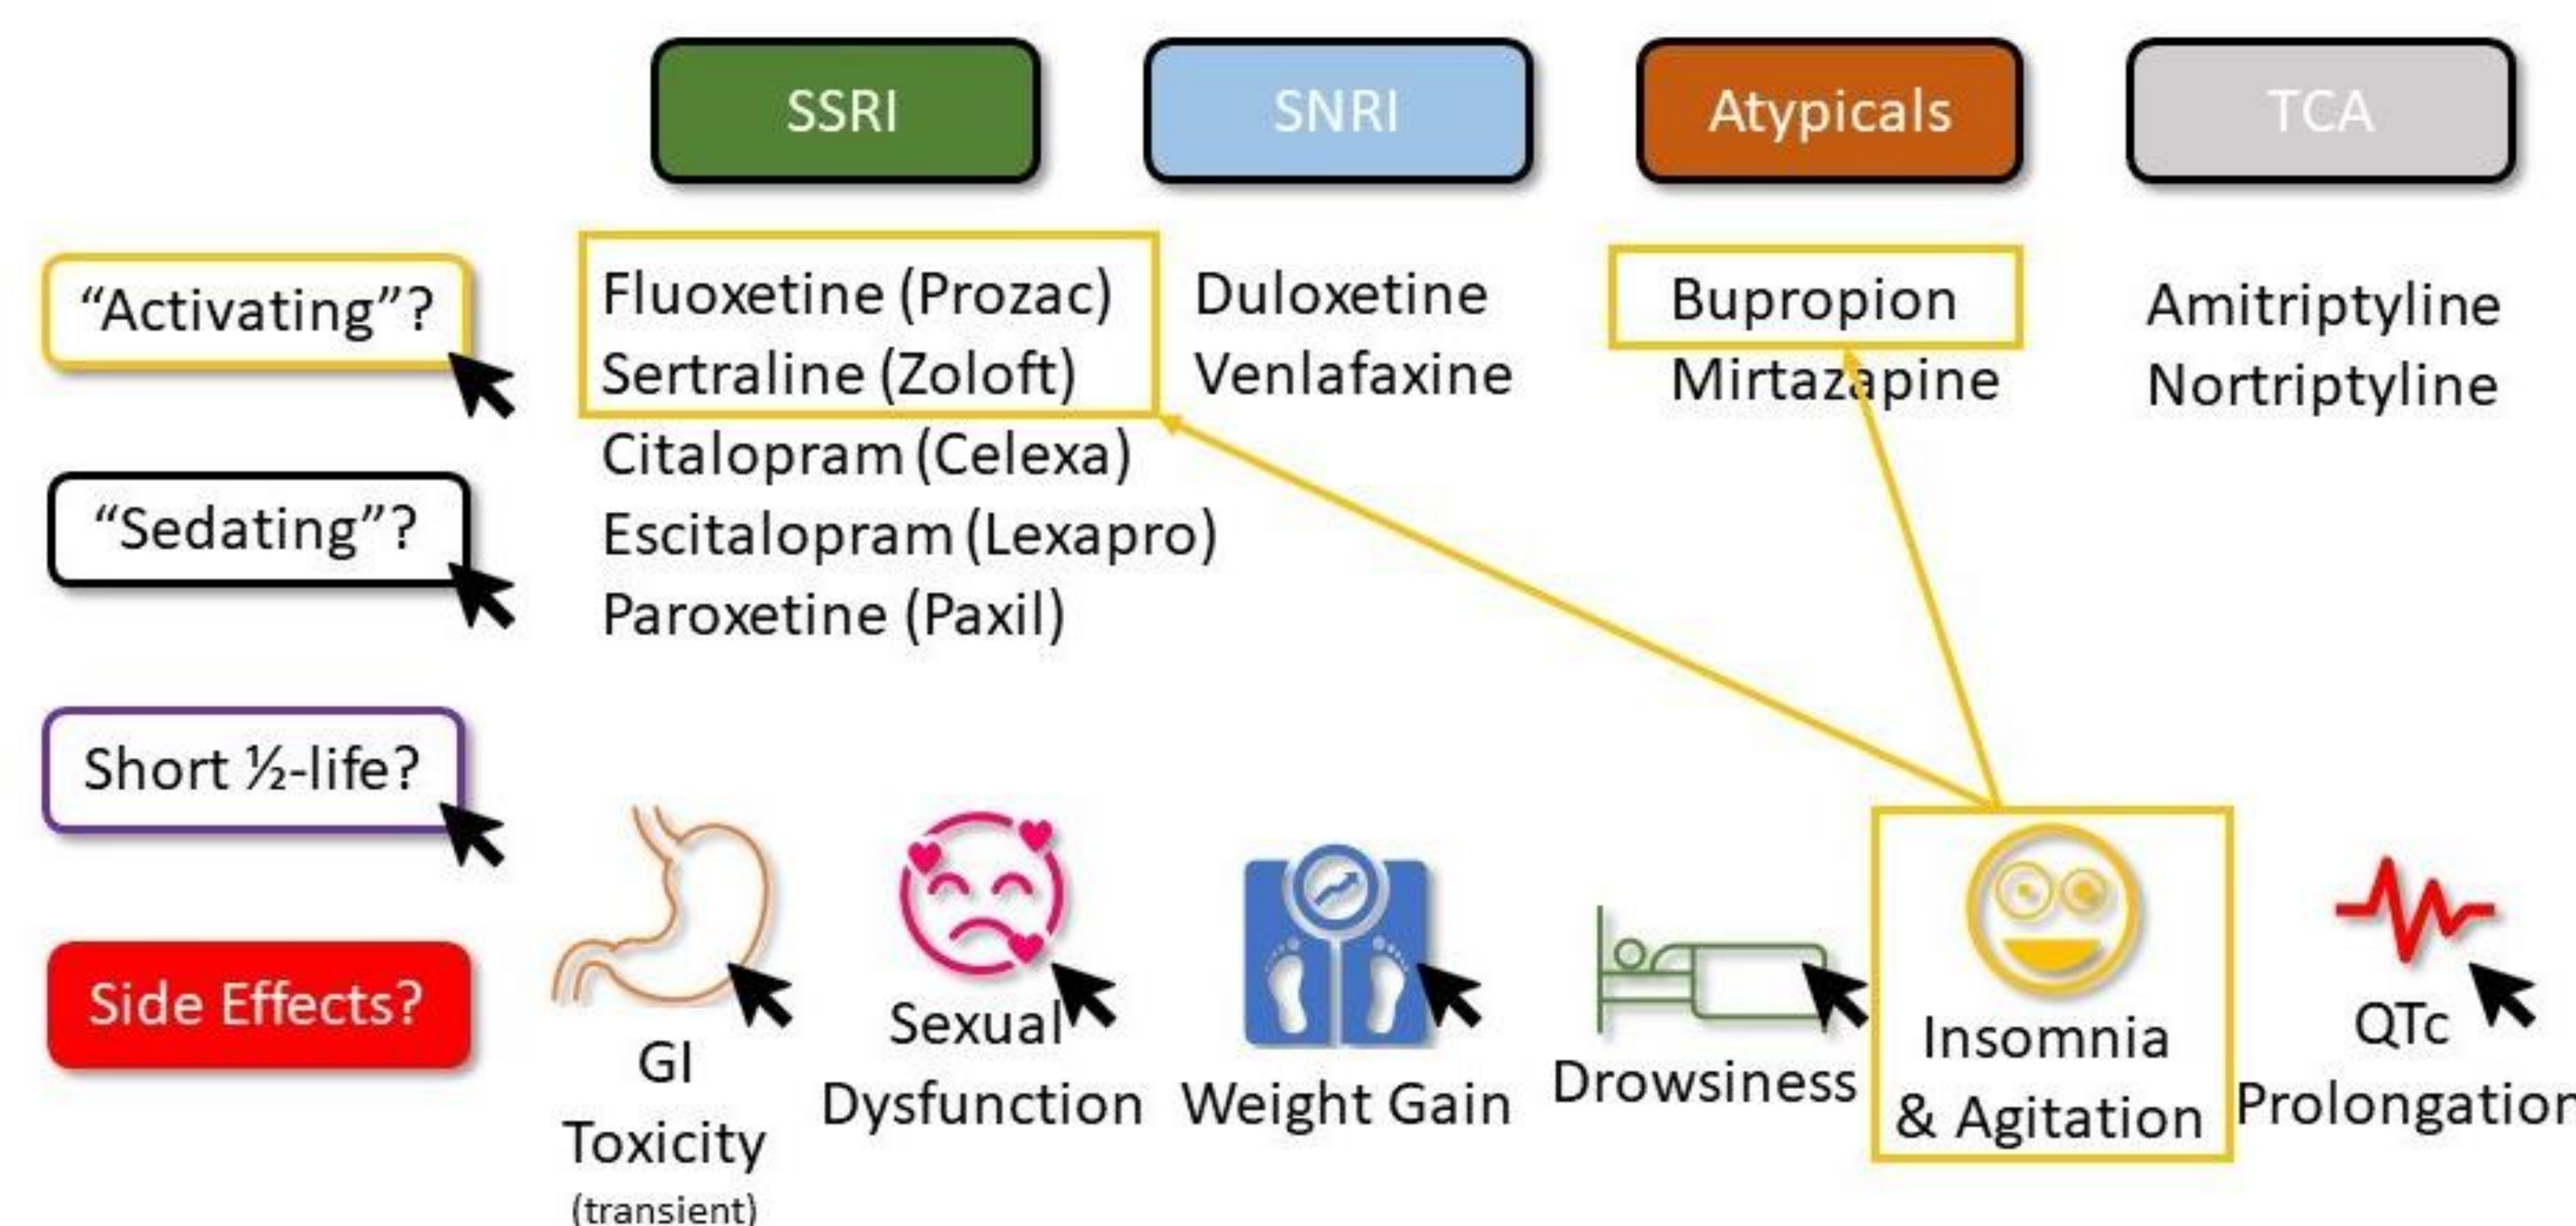 SSRI
SNRI
Atypicals
TCA
“Activating”?
Fluoxetine (Prozac)
Sertraline (Zoloft)
Citalopram (Celexa)
Escitalopram (Lexapro)
Paroxetine (Paxil)
Duloxetine
Venlafaxine
Bupropion
Mirtazapine
Amitriptyline
Nortriptyline
“Sedating”?
Short ½-life?
Side Effects?
GI
Toxicity
(transient)
Sexual
Dysfunction
Weight Gain
Drowsiness
Insomnia
& Agitation
QTc
Prolongation